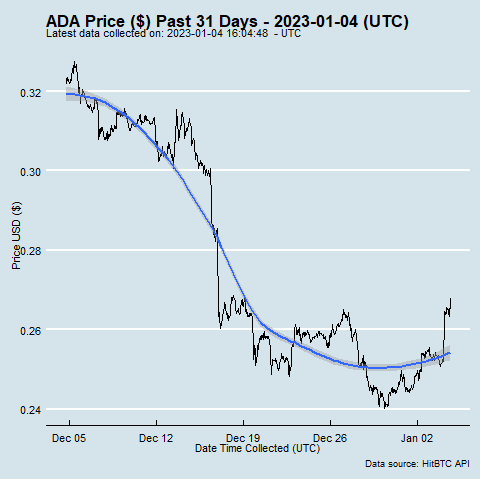 ADA Price ($) Past 31 Days - 2023-01-04 (UTC)
Latest data collected on: 2023-01-04 16:04:48 - UTC
Price USD ($)
0.32
0.30
0.28
0.26
0.24
Dec 05 Dec 12 Dec 19 Dec 26 Jan 02
Date Time Collected (UTC)
Data source: HitBTC API